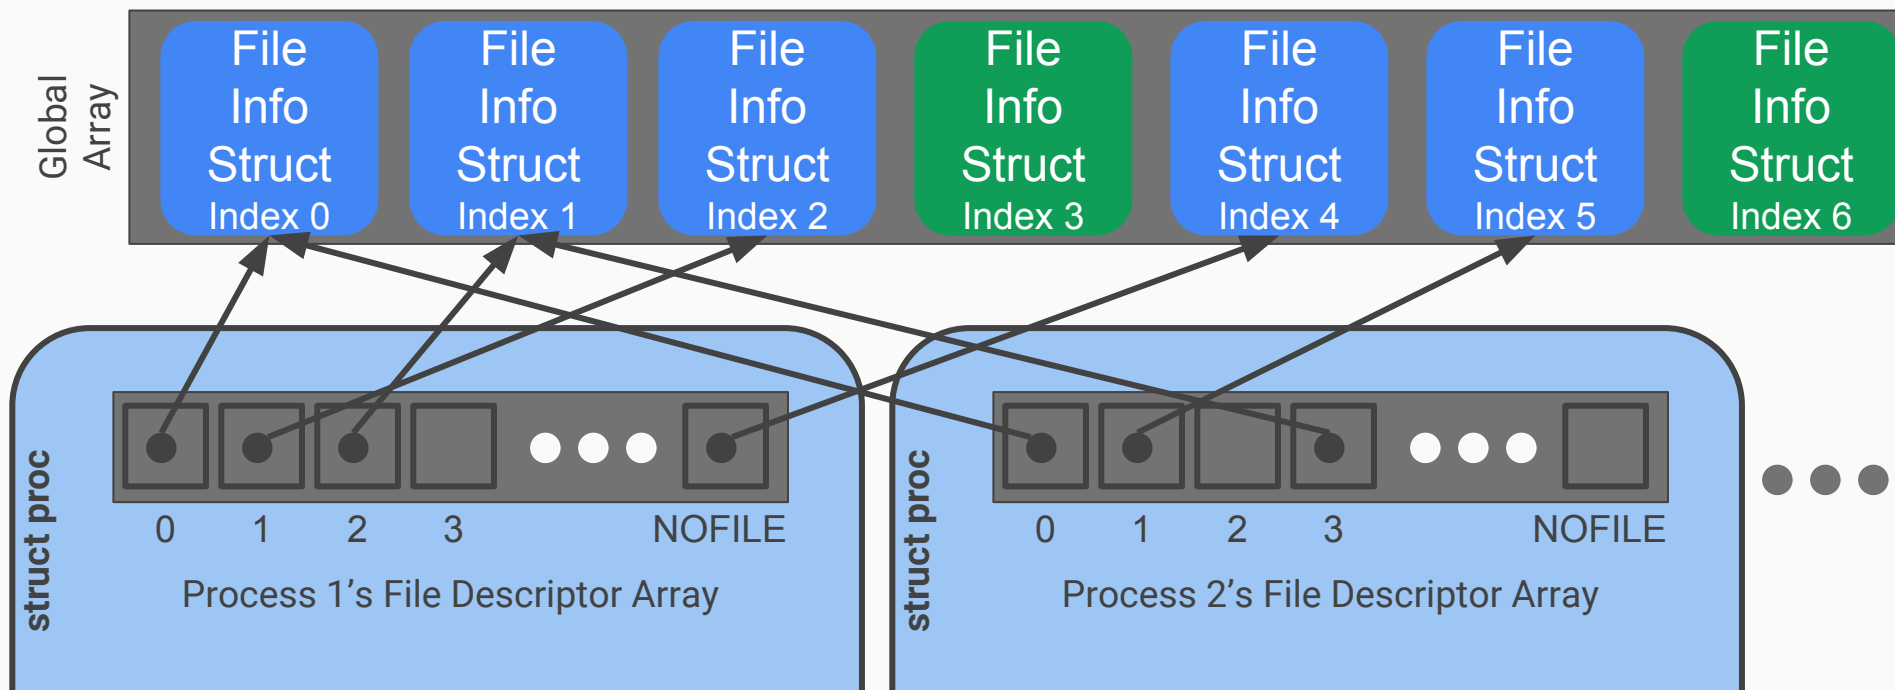 Global
Array
File
Info
Struct
Index 0
File
Info
Struct
Index 1
File
Info
Struct
Index 2
File
Info
Struct
Index 3
File
Info
Struct
Index 4
File
Info
Struct
Index 5
File
Info
Struct
Index 6
struct proc
0 1 2 3 NOFILE
Process 1’s File Descriptor Array
struct proc
0 1 2 3 NOFILE
Process 2’s File Descriptor Array